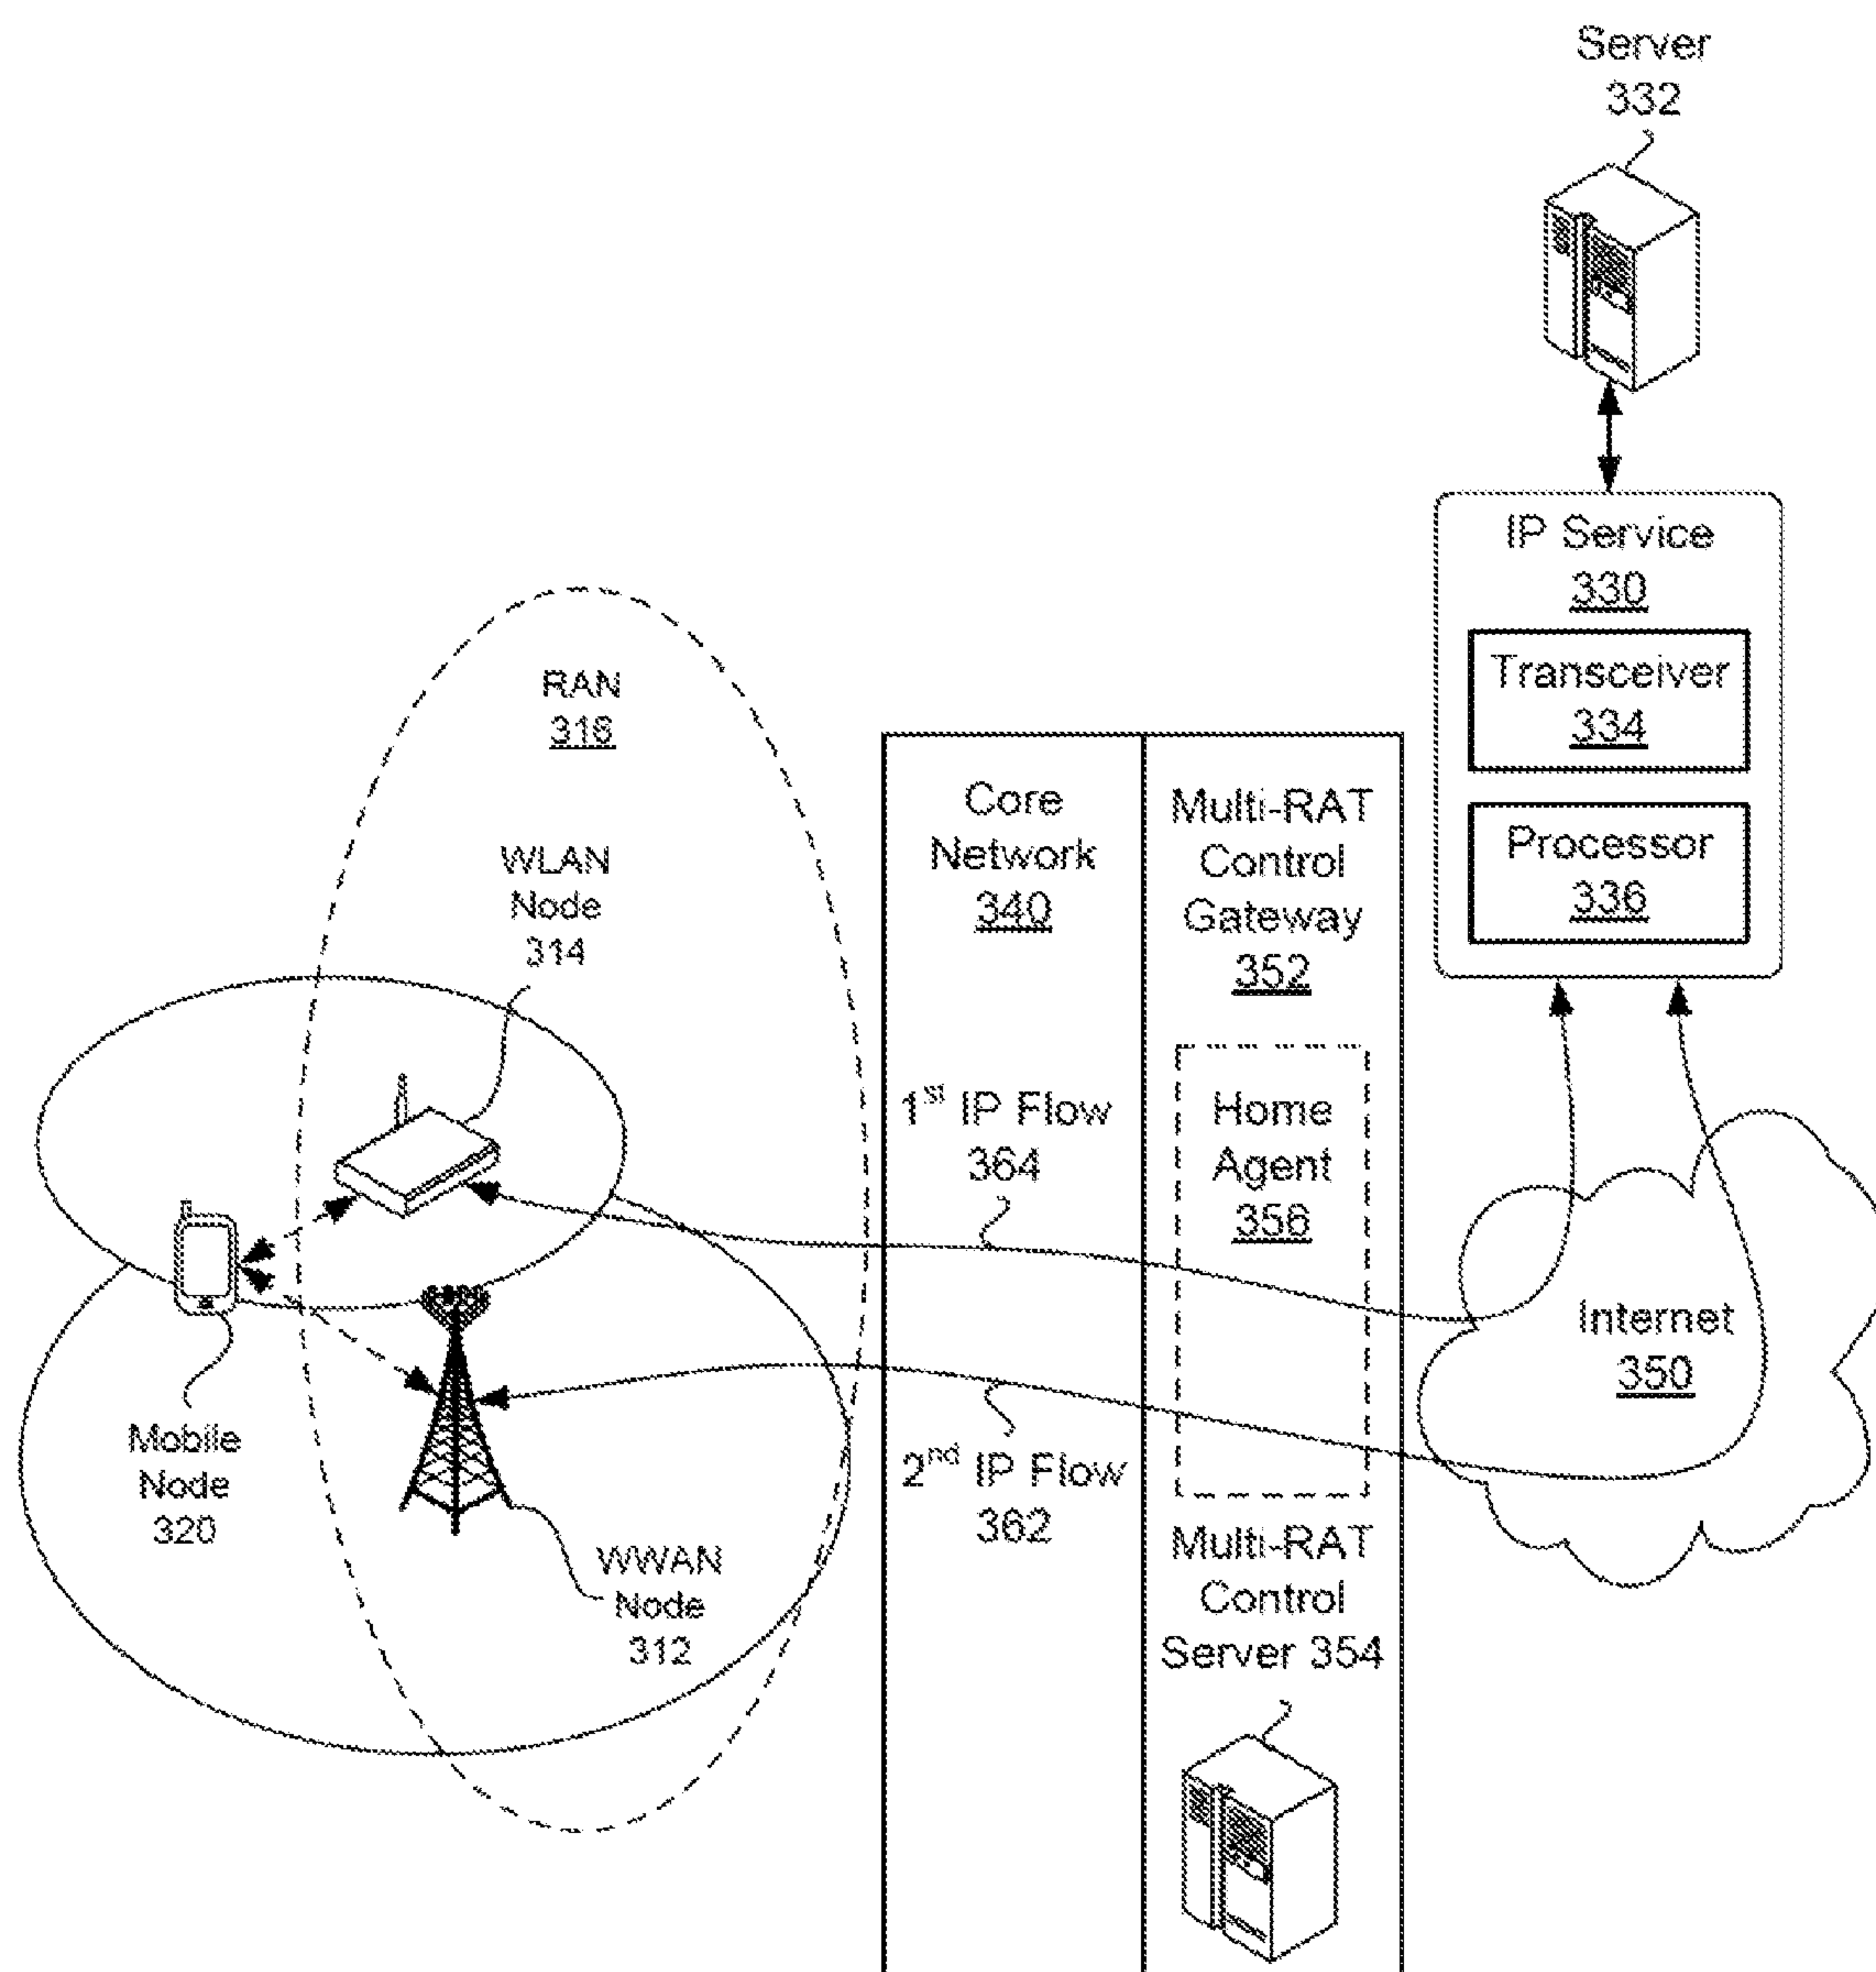 Server
332
IP Service
330
Transceiver
334
Processor
336
RAN
316
WLAN
Node
314
Core
Network
340
Multi-RAT
Control
Gateway
352
1st IP Flow
364
Home
Agent
356
Internet
350
Mobile
Node
320
2nd IP Flow
362
WWAN
Node
312
Multi-RAT
Control
Server 354